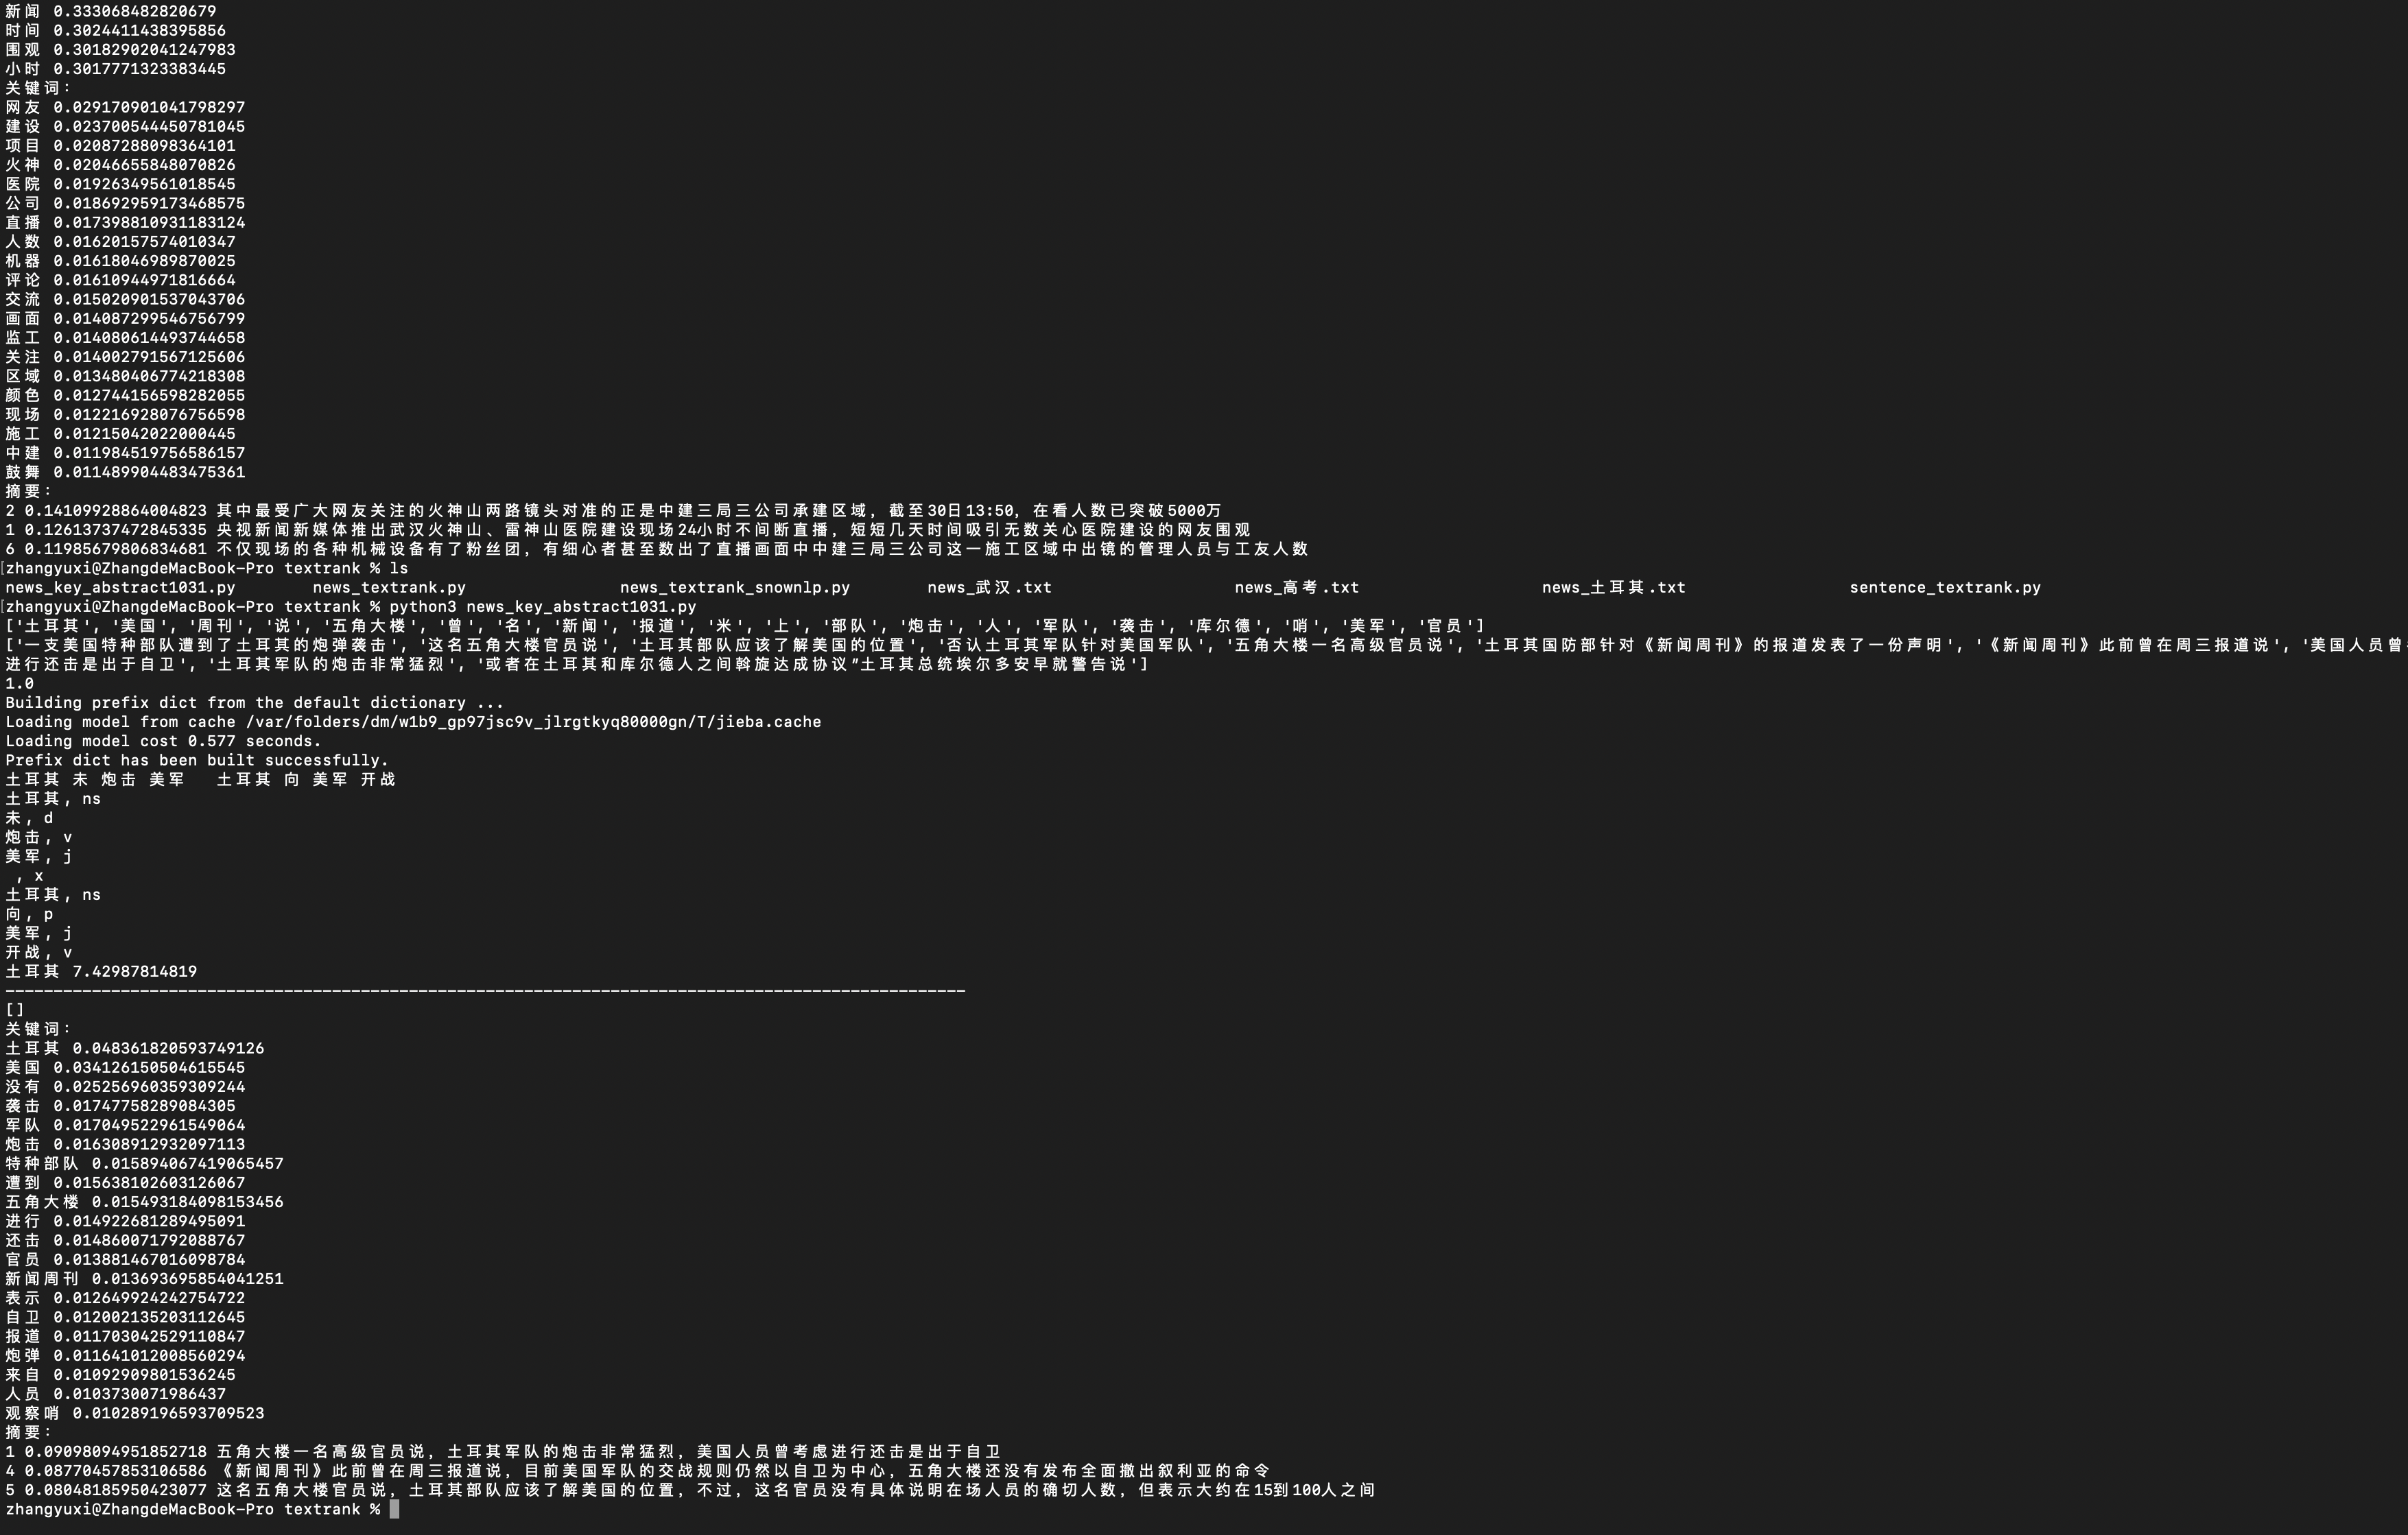 新闻 0.333068482820679
时间 0.3024411438395856
围观 0.30182902041247983
小时 0.3017771323383445
关键词：
网友 0.029170901041798297
建设 0.023700544450781045
项目 0.02087288098364101
火神 0.02046655848070826
医院 0.01926349561018545
公司 0.018692959173468575
直播 0.017398810931183124
人数 0.01620157574010347
机器 0.01618046989870025
评论 0.01610944971816664
交流 0.015020901537043706
画面 0.014087299546756799
监工 0.014080614493744658
关注 0.014002791567125606
区域 0.013480406774218308
颜色 0.012744156598282055
现场 0.012216928076756598
施工 0.01215042022000445
中建 0.011984519756586157
鼓舞 0.011489904483475361
摘要：
2 0.14109928864004823 其中最受广大网友关注的火神山两路镜头对准的正是中建三局三公司承建区域，截至30日13:50，在看人数已突破5000万
1 0.12613737472845335 央视新闻新媒体推出武汉火神山、雷神山医院建设现场24小时不间断直播，短短几天时间吸引无数关心医院建设的网友围观
6 0.11985679806834681 不仅现场的各种机械设备有了粉丝团，有细心者甚至数出了直播画面中中建三局三公司这一施工区域中出镜的管理人员与工友人数
[zhangyuxi@ZhangdeMacBook-Pro textrank % ls
news_key_abstract1031.py news_textrank.py news_textrank_snownlp.py news_武汉.txt news_高考.txt news_土耳其.txt sentence_textrank.py
[zhangyuxi@ZhangdeMacBook-Pro textrank % python3 news_key_abstract1031.py
['土耳其', '美国', '周刊', '说', '五角大楼', '曾', '名', '新闻', '报道', '米', '上', '部队', '炮击', '人', '军队', '袭击', '库尔德', '哨', '美军', '官员']
['一支美国特种部队遭到了土耳其的炮弹袭击', '这名五角大楼官员说', '土耳其部队应该了解美国的位置', '否认土耳其军队针对美国军队', '五角大楼一名高级官员说', '土耳其国防部针对《新闻周刊》的报道发表了一份声明', '《新闻周刊》此前曾在周三报道说', '美国人员曾
进行还击是出于自卫', '土耳其军队的炮击非常猛烈', '或者在土耳其和库尔德人之间斡旋达成协议”土耳其总统埃尔多安早就警告说']
1.0
Building prefix dict from the default dictionary ...
Loading model from cache /var/folders/dm/w1b9_gp97jsc9v_jlrgtkyq80000gn/T/jieba.cache
Loading model cost 0.577 seconds.
Prefix dict has been built successfully.
土耳其 未 炮击 美军   土耳其 向 美军 开战
土耳其, ns
未, d
炮击, v
美军, j
 , x
土耳其, ns
向, p
美军, j
开战, v
土耳其 7.42987814819
----------------------------------------------------------------------------------------------------
[]
关键词：
土耳其 0.048361820593749126
美国 0.034126150504615545
没有 0.025256960359309244
袭击 0.01747758289084305
军队 0.017049522961549064
炮击 0.016308912932097113
特种部队 0.015894067419065457
遭到 0.015638102603126067
五角大楼 0.015493184098153456
进行 0.014922681289495091
还击 0.014860071792088767
官员 0.013881467016098784
新闻周刊 0.013693695854041251
表示 0.012649924242754722
自卫 0.012002135203112645
报道 0.011703042529110847
炮弹 0.011641012008560294
来自 0.01092909801536245
人员 0.0103730071986437
观察哨 0.010289196593709523
摘要：
1 0.09098094951852718 五角大楼一名高级官员说，土耳其军队的炮击非常猛烈，美国人员曾考虑进行还击是出于自卫
4 0.08770457853106586 《新闻周刊》此前曾在周三报道说，目前美国军队的交战规则仍然以自卫为中心，五角大楼还没有发布全面撤出叙利亚的命令
5 0.08048185950423077 这名五角大楼官员说，土耳其部队应该了解美国的位置，不过，这名官员没有具体说明在场人员的确切人数，但表示大约在15到100人之间
zhangyuxi@ZhangdeMacBook-Pro textrank %